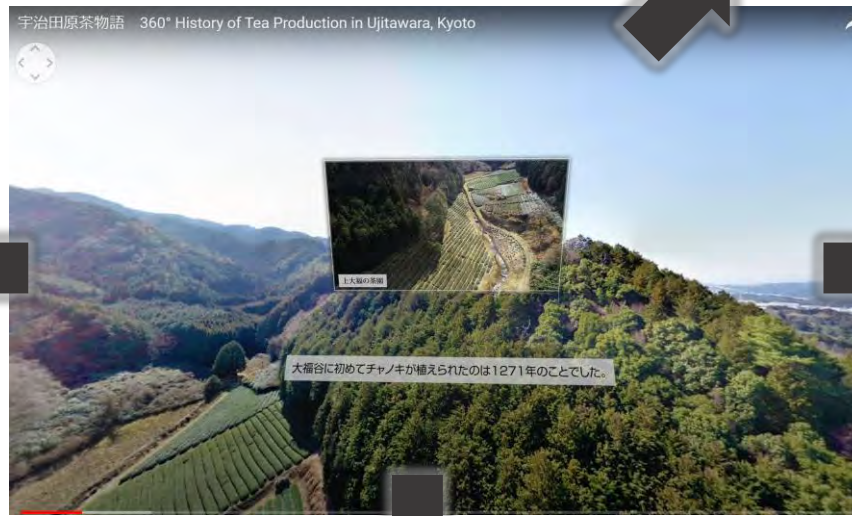 宇治田原茶物語 360° History of Tea Production in Ujitawara, Kyoto
上大福の茶園
大福谷に初めてチャノキが植えられたのは1271年のことでした。